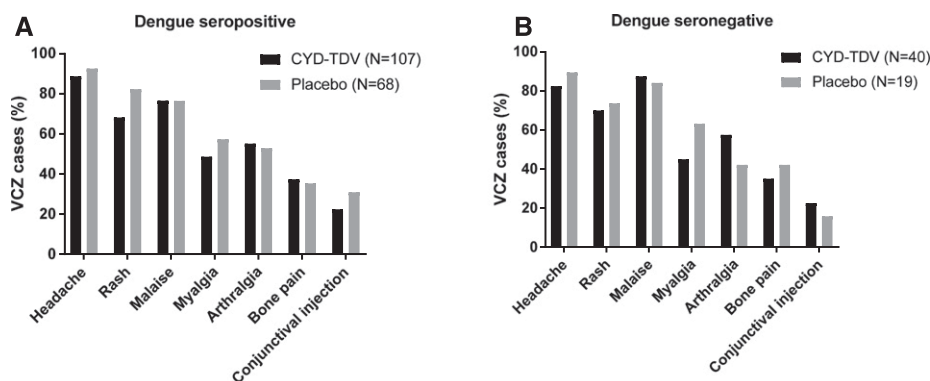 A
Dengue seropositive
CYD-TDV (N=107)
Placebo (N=68)
VCZ cases (%)
100
80
60
40
20
0
Headache
Rash
Malaise
Myalgia
Arthralgia
Bone pain
Conjunctival injection
B
Dengue seronegative
CYD-TDV (N=40)
Placebo (N=19)
VCZ cases (%)
100
80
60
40
20
0
Headache
Rash
Malaise
Myalgia
Arthralgia
Bone pain
Conjunctival injection